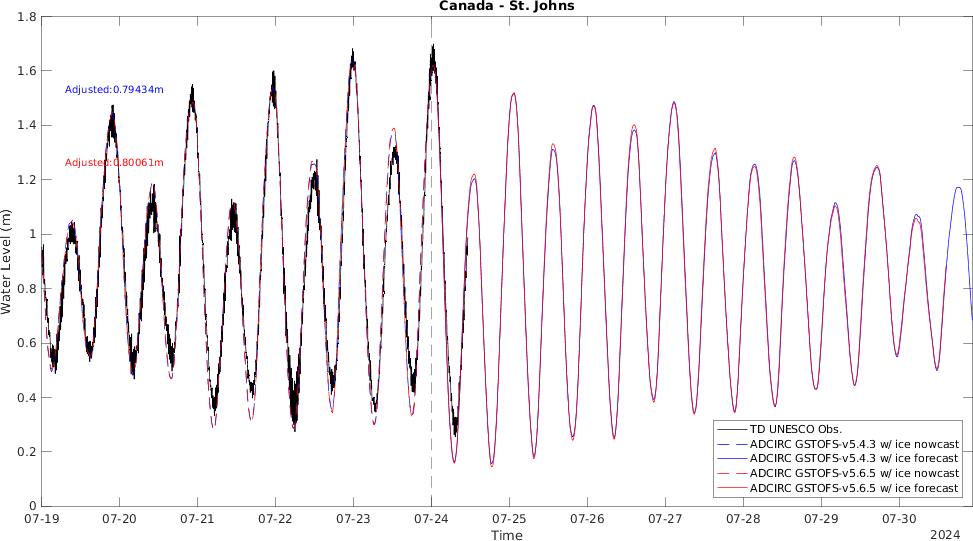 Canada - St. Johns
1.8
1.6
1.4
1.2
1
0.8
0.6
0.4
0.2
0
Water Level (m)
Adjusted:0.79434m
Adjusted:0.80061m
TD UNESCO Obs.
ADCIRC GSTOFS-v5.4.3 w/ ice nowcast
ADCIRC GSTOFS-v5.4.3 w/ ice forecast
ADCIRC GSTOFS-v5.6.5 w/ ice nowcast
ADCIRC GSTOFS-v5.6.5 w/ ice forecast
07-19 07-20 07-21 07-22 07-23 07-24 07-25 07-26 07-27 07-28 07-29 07-30
Time
2024